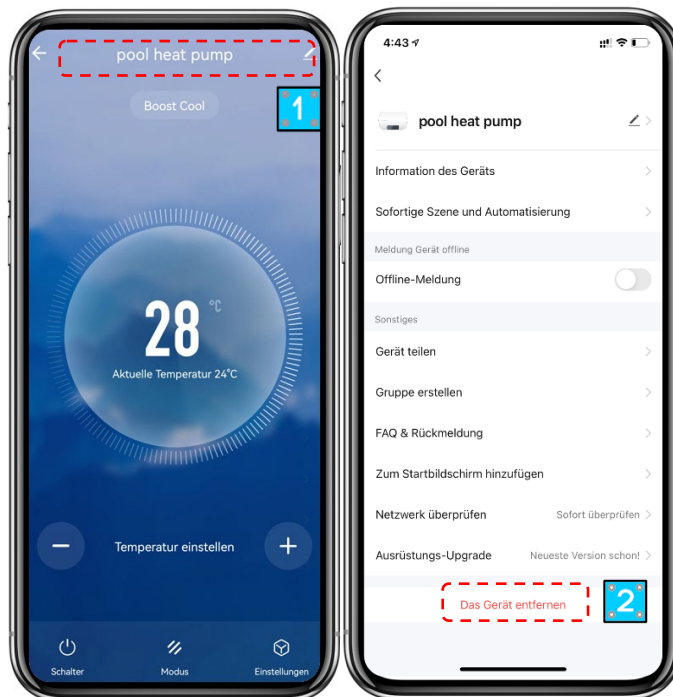 pool heat pump
Boost Cool
1
28 °C
Aktuelle Temperatur 24°C
Temperatur einstellen
Schalter
Modus
Einstellungen
4:43
pool heat pump
Information des Geräts
Sofortige Szene und Automatisierung
Meldung Gerät offline
Offline-Meldung
Sonstiges
Gerät teilen
Gruppe erstellen
FAQ & Rückmeldung
Zum Startbildschirm hinzufügen
Netzwerk überprüfen Sofort überprüfen
Ausrüstungs-Upgrade Neueste Version schon!
Das Gerät entfernen
2